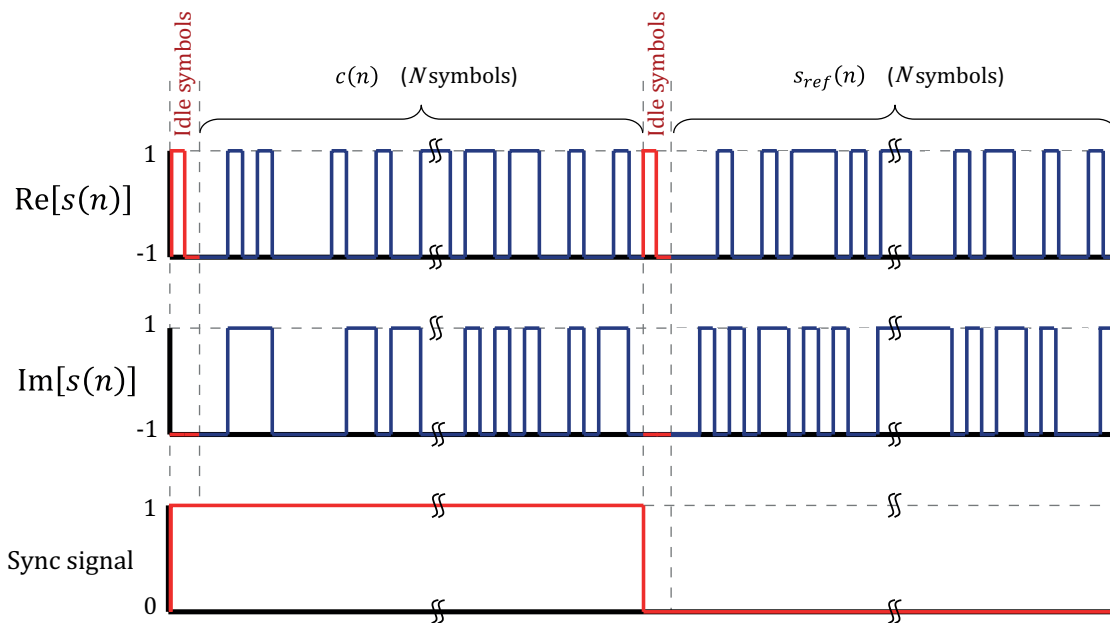 Idle symbols
c(n) (N symbols)
Idle symbols
s_ref(n) (N symbols)
1
Re[s(n)]
-1
1
Im[s(n)]
-1
1
Sync signal
0